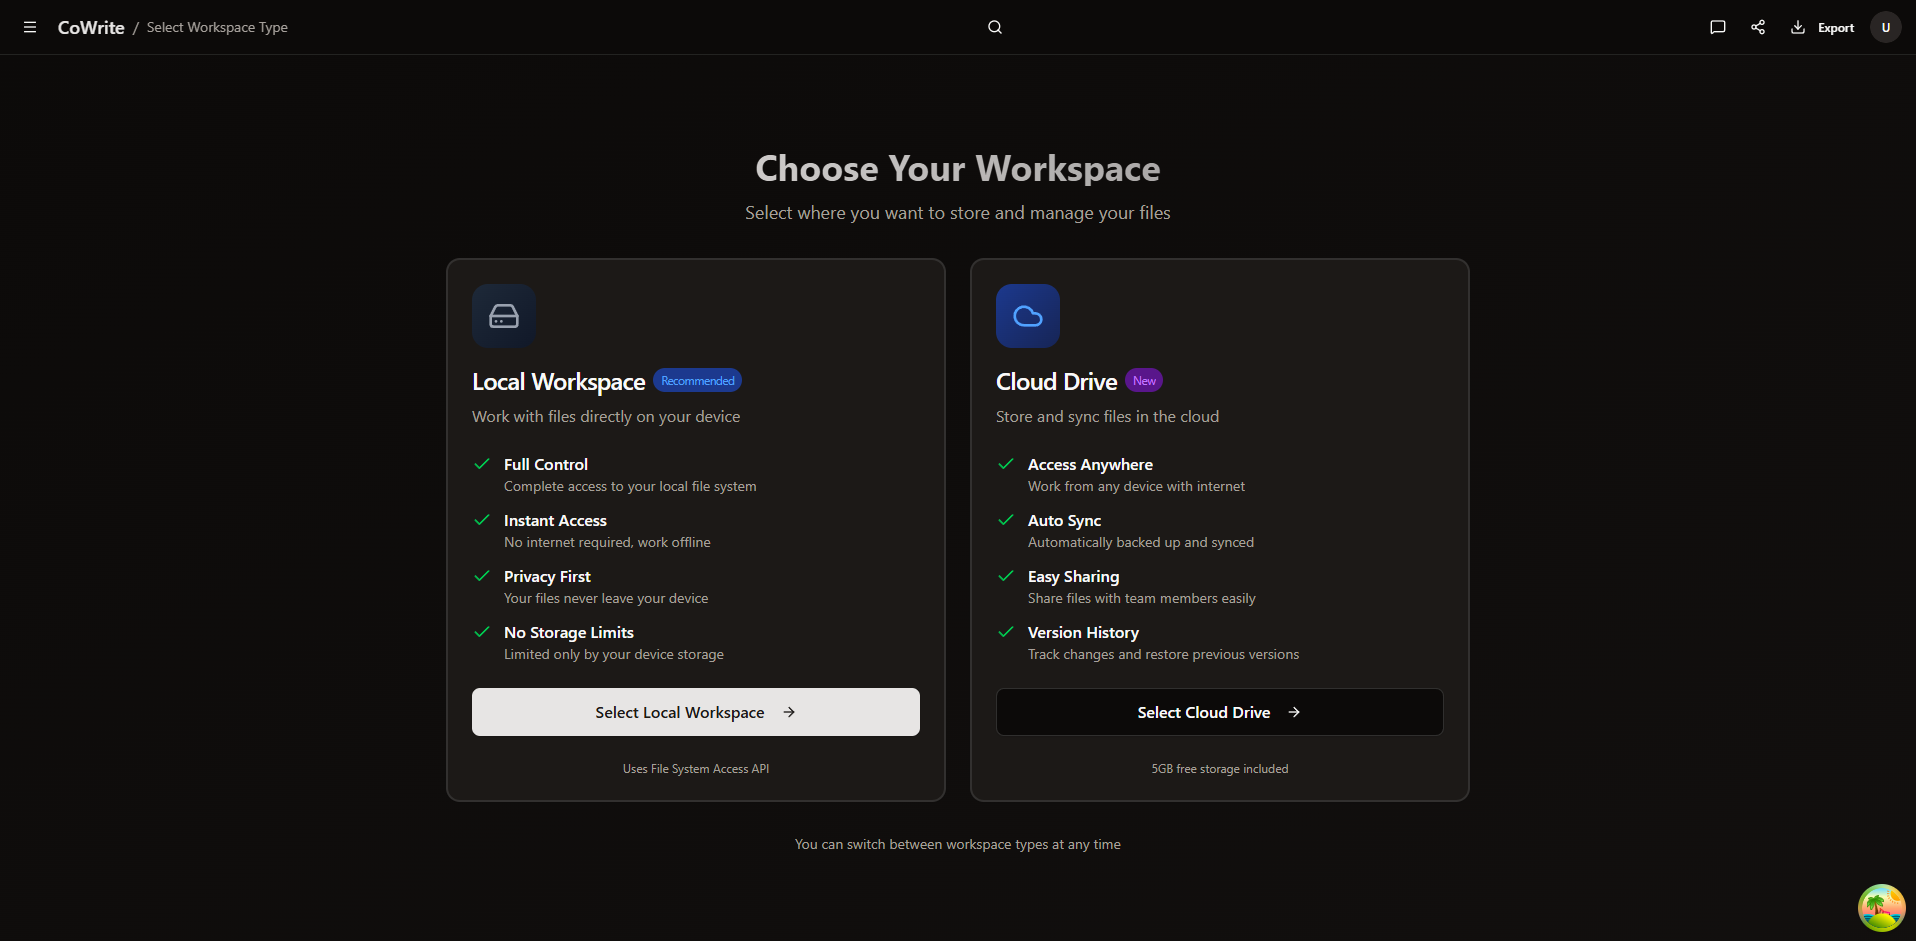 CoWrite / Select Workspace Type
Export
U
Choose Your Workspace
Select where you want to store and manage your files
Local Workspace Recommended
Work with files directly on your device
Full Control
Complete access to your local file system
Instant Access
No internet required, work offline
Privacy First
Your files never leave your device
No Storage Limits
Limited only by your device storage
Select Local Workspace
Uses File System Access API
Cloud Drive New
Store and sync files in the cloud
Access Anywhere
Work from any device with internet
Auto Sync
Automatically backed up and synced
Easy Sharing
Share files with team members easily
Version History
Track changes and restore previous versions
Select Cloud Drive
5GB free storage included
You can switch between workspace types at any time